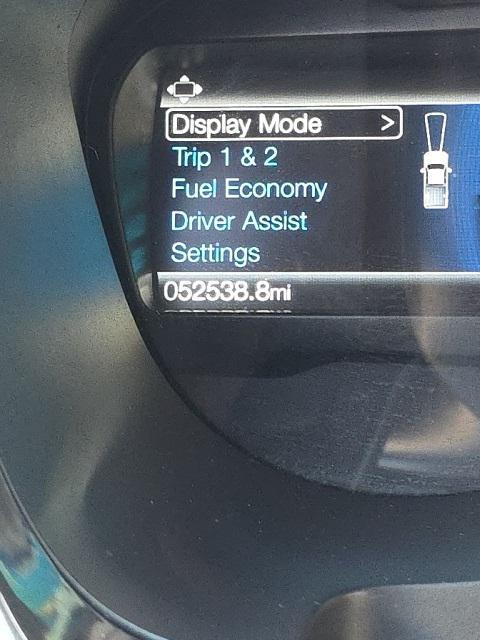 Display Mode >
Trip 1 & 2
Fuel Economy
Driver Assist
Settings
052538.8mi